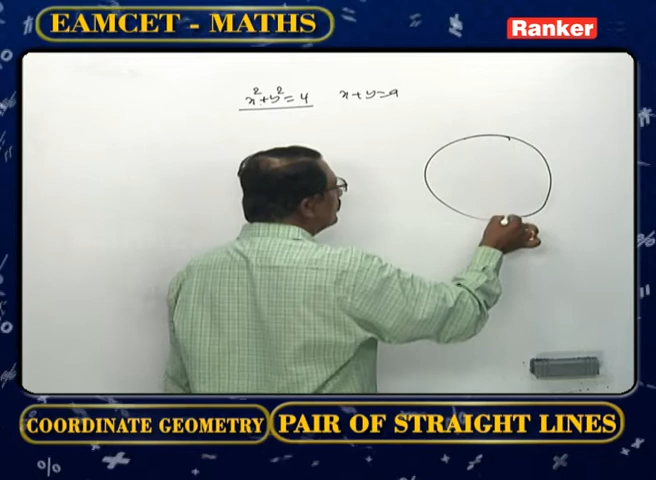 EAMCET - MATHS
Ranker
x² + y² = 4   x + y = a
COORDINATE GEOMETRY
PAIR OF STRAIGHT LINES